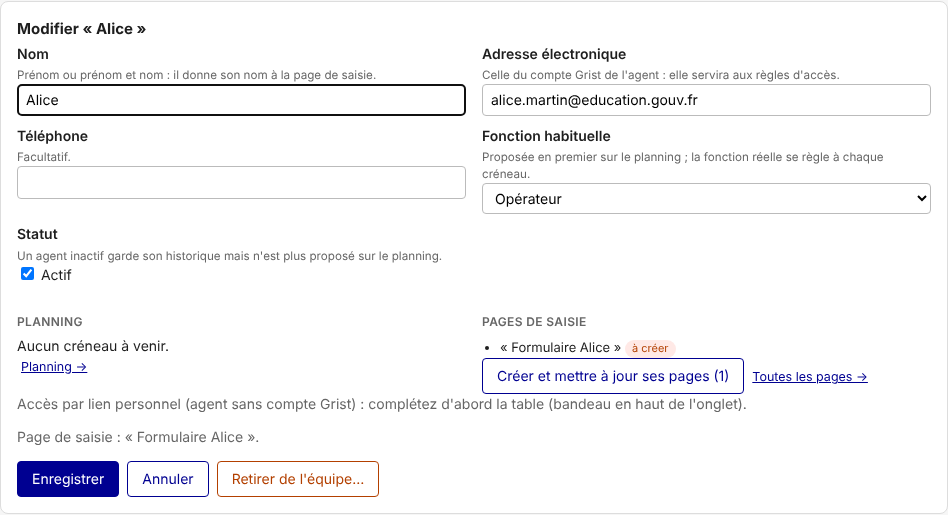 Modifier « Alice »
Nom
Prénom ou prénom et nom : il donne son nom à la page de saisie.
Alice
Adresse électronique
Celle du compte Grist de l'agent : elle servira aux règles d'accès.
alice.martin@education.gouv.fr
Téléphone
Facultatif.
Fonction habituelle
Proposée en premier sur le planning ; la fonction réelle se règle à chaque
créneau.
Opérateur
Statut
Un agent inactif garde son historique mais n'est plus proposé sur le planning.
Actif
PLANNING
Aucun créneau à venir.
Planning →
PAGES DE SAISIE
• « Formulaire Alice » à créer
Créer et mettre à jour ses pages (1) Toutes les pages →
Accès par lien personnel (agent sans compte Grist) : complétez d'abord la table (bandeau en haut de l'onglet).
Page de saisie : « Formulaire Alice ».
Enregistrer Annuler Retirer de l'équipe...